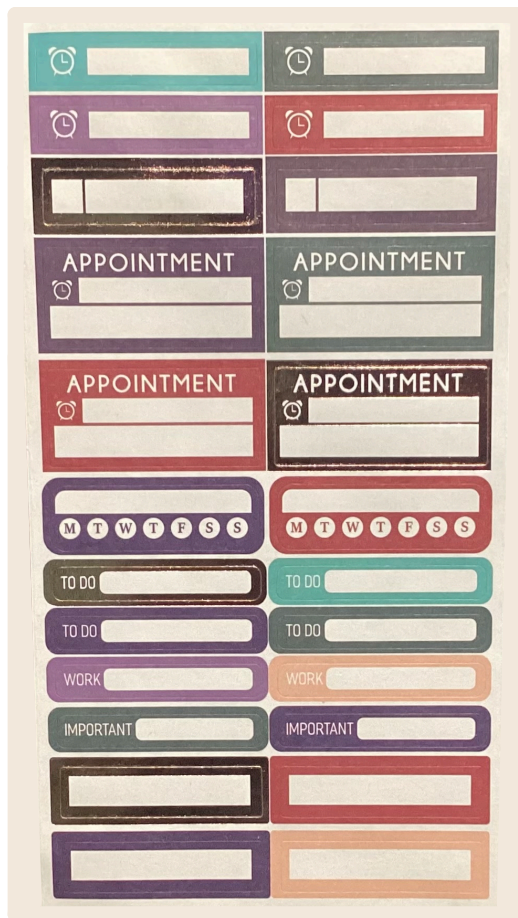 APPOINTMENT APPOINTMENT
APPOINTMENT APPOINTMENT
M T W T F S S M T W T F S S
TO DO TO DO
TO DO TO DO
WORK WORK
IMPORTANT IMPORTANT